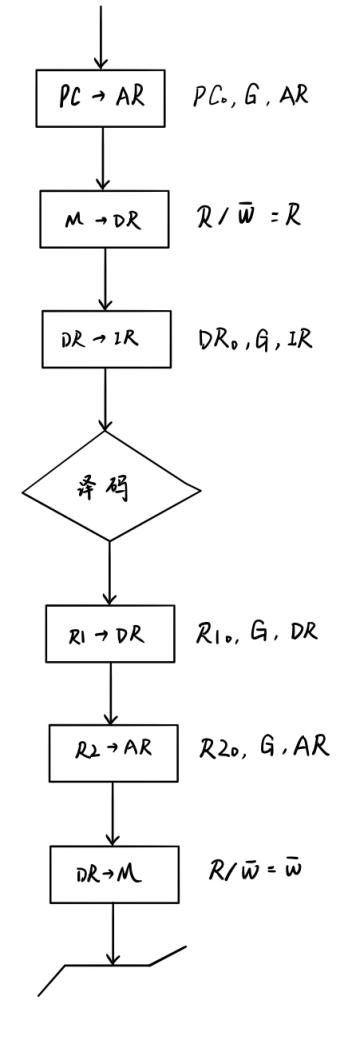 PC → AR PC₀, G, AR
M → DR R/W̄ = R
DR → IR DR₀, G, IR
译码
R1 → DR R1₀, G, DR
R2 → AR R2₀, G, AR
DR → M R/W̄ = W̄